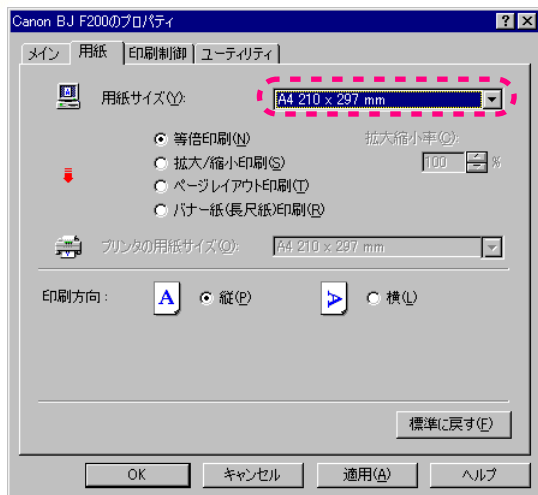 Canon BJ F200のプロパティ
メイン 用紙 印刷制御 ユーティリティ
用紙サイズ(Y): A4 210 x 297 mm
等倍印刷(N) 拡大縮小率(C):
拡大/縮小印刷(S) 100 %
ページレイアウト印刷(T)
バナー紙(長尺紙)印刷(R)
プリンタの用紙サイズ(O): A4 210 x 297 mm
印刷方向: A 縦(P) A 横(L)
標準に戻す(F)
OK キャンセル 適用(A) ヘルプ